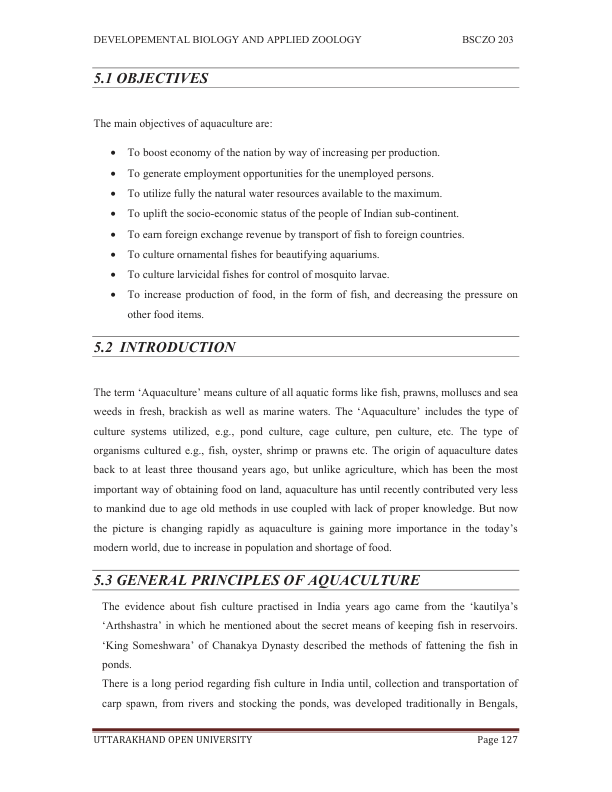 DEVELOPEMENTAL BIOLOGY AND APPLIED ZOOLOGY BSCZO 203
5.1 OBJECTIVES
The main objectives of aquaculture are:
• To boost economy of the nation by way of increasing per production.
• To generate employment opportunities for the unemployed persons.
• To utilize fully the natural water resources available to the maximum.
• To uplift the socio-economic status of the people of Indian sub-continent.
• To earn foreign exchange revenue by transport of fish to foreign countries.
• To culture ornamental fishes for beautifying aquariums.
• To culture larvicidal fishes for control of mosquito larvae.
• To increase production of food, in the form of fish, and decreasing the pressure on
other food items.
5.2 INTRODUCTION
The term ‘Aquaculture’ means culture of all aquatic forms like fish, prawns, molluscs and sea
weeds in fresh, brackish as well as marine waters. The ‘Aquaculture’ includes the type of
culture systems utilized, e.g., pond culture, cage culture, pen culture, etc. The type of
organisms cultured e.g., fish, oyster, shrimp or prawns etc. The origin of aquaculture dates
back to at least three thousand years ago, but unlike agriculture, which has been the most
important way of obtaining food on land, aquaculture has until recently contributed very less
to mankind due to age old methods in use coupled with lack of proper knowledge. But now
the picture is changing rapidly as aquaculture is gaining more importance in the today’s
modern world, due to increase in population and shortage of food.
5.3 GENERAL PRINCIPLES OF AQUACULTURE
The evidence about fish culture practised in India years ago came from the ‘kautilya’s
‘Arthshastra’ in which he mentioned about the secret means of keeping fish in reservoirs.
‘King Someshwara’ of Chanakya Dynasty described the methods of fattening the fish in
ponds.
There is a long period regarding fish culture in India until, collection and transportation of
carp spawn, from rivers and stocking the ponds, was developed traditionally in Bengals,
UTTARAKHAND OPEN UNIVERSITY Page 127